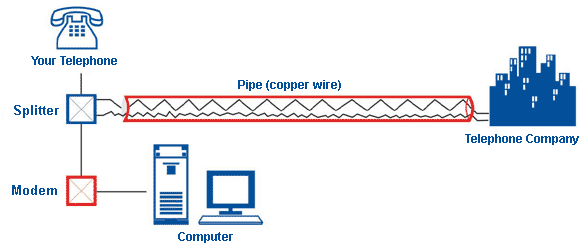 Your Telephone
Pipe (copper wire)
Splitter
Telephone Company
Modem
Computer